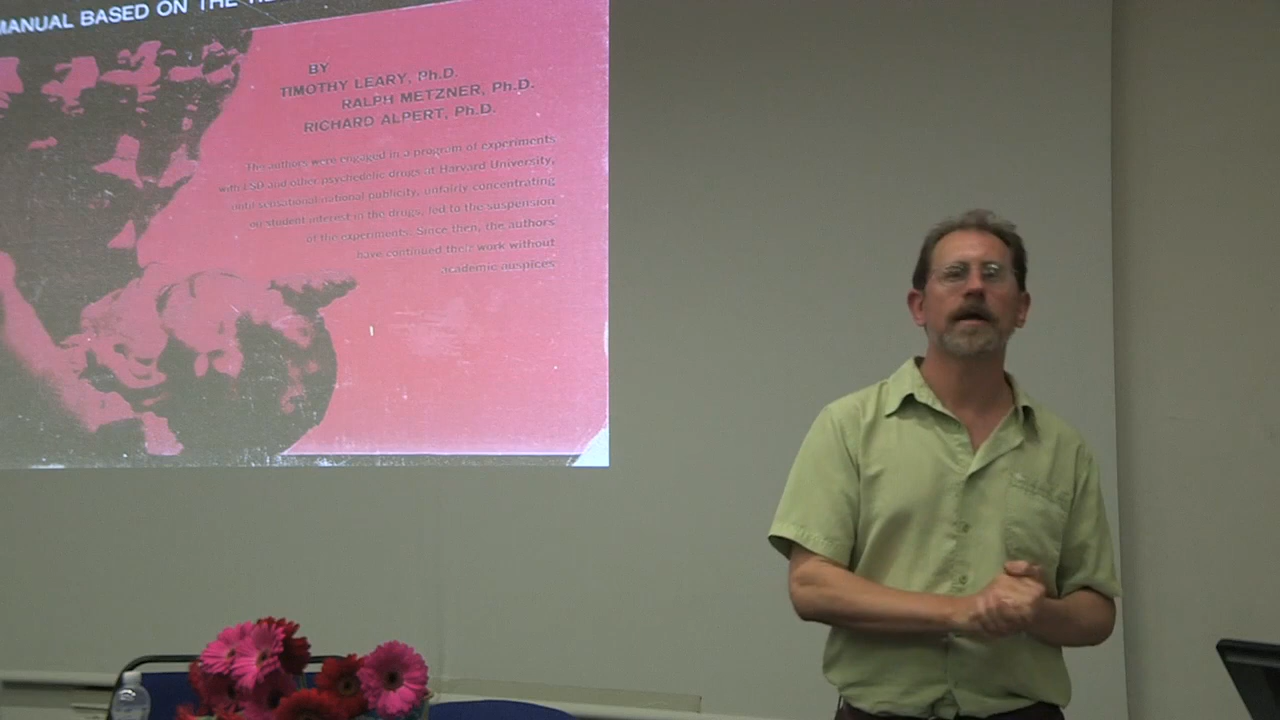 MANUAL BASED ON THE
BY
TIMOTHY LEARY, Ph.D.
RALPH METZNER, Ph.D.
RICHARD ALPERT, Ph.D.
The authors were engaged in a program of experiments
with LSD and other psychedelic drugs at Harvard University,
until sensational national publicity, unfairly concentrating
on student interest in the drugs, led to the suspension
of the experiments. Since then, the authors
have continued their work without
academic auspices